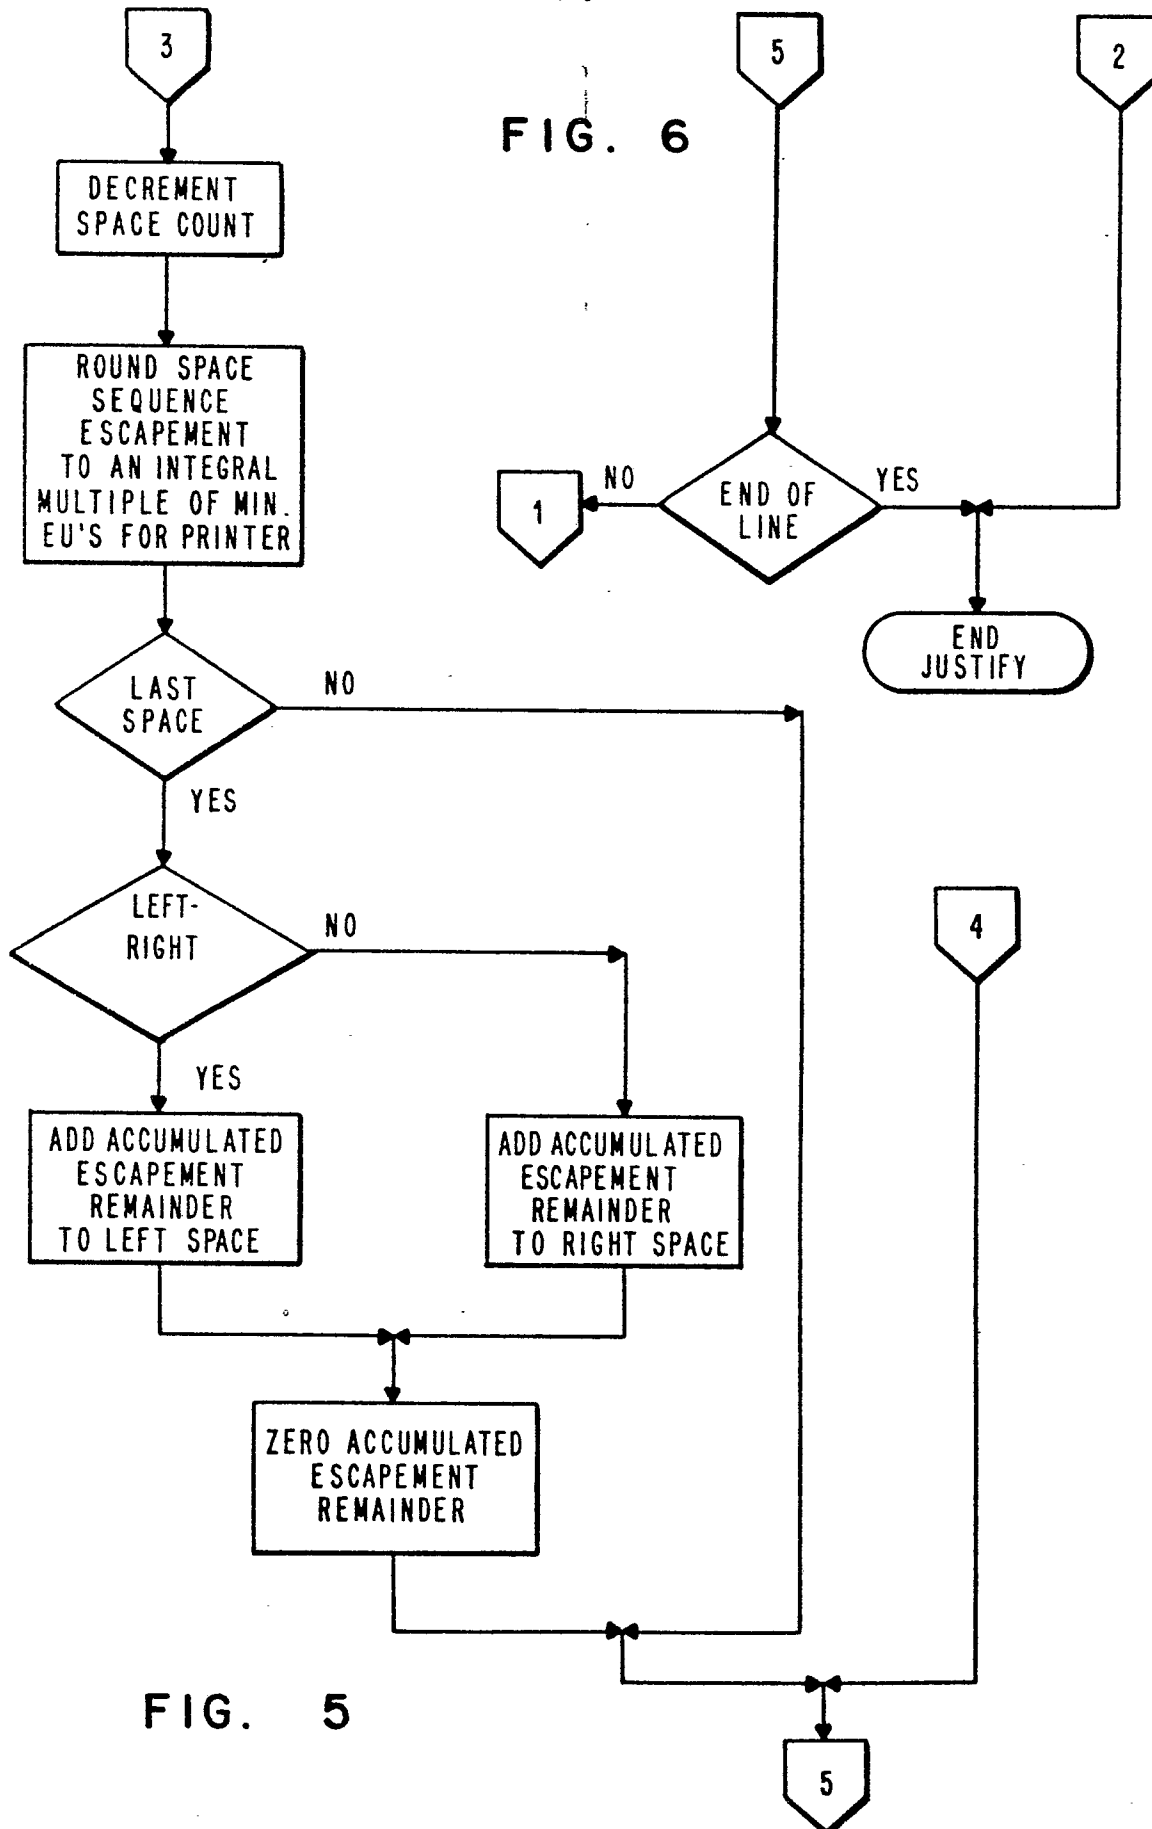 3
DECREMENT
SPACE COUNT
ROUND SPACE
SEQUENCE
ESCAPEMENT
TO AN INTEGRAL
MULTIPLE OF MIN.
EU'S FOR PRINTER
LAST
SPACE
NO
YES
LEFT-
RIGHT
NO
YES
ADD ACCUMULATED
ESCAPEMENT
REMAINDER
TO LEFT SPACE
ADD ACCUMULATED
ESCAPEMENT
REMAINDER
TO RIGHT SPACE
ZERO ACCUMULATED
ESCAPEMENT
REMAINDER
4
5
FIG. 5
FIG. 6
5
2
END OF
LINE
NO
YES
1
END
JUSTIFY